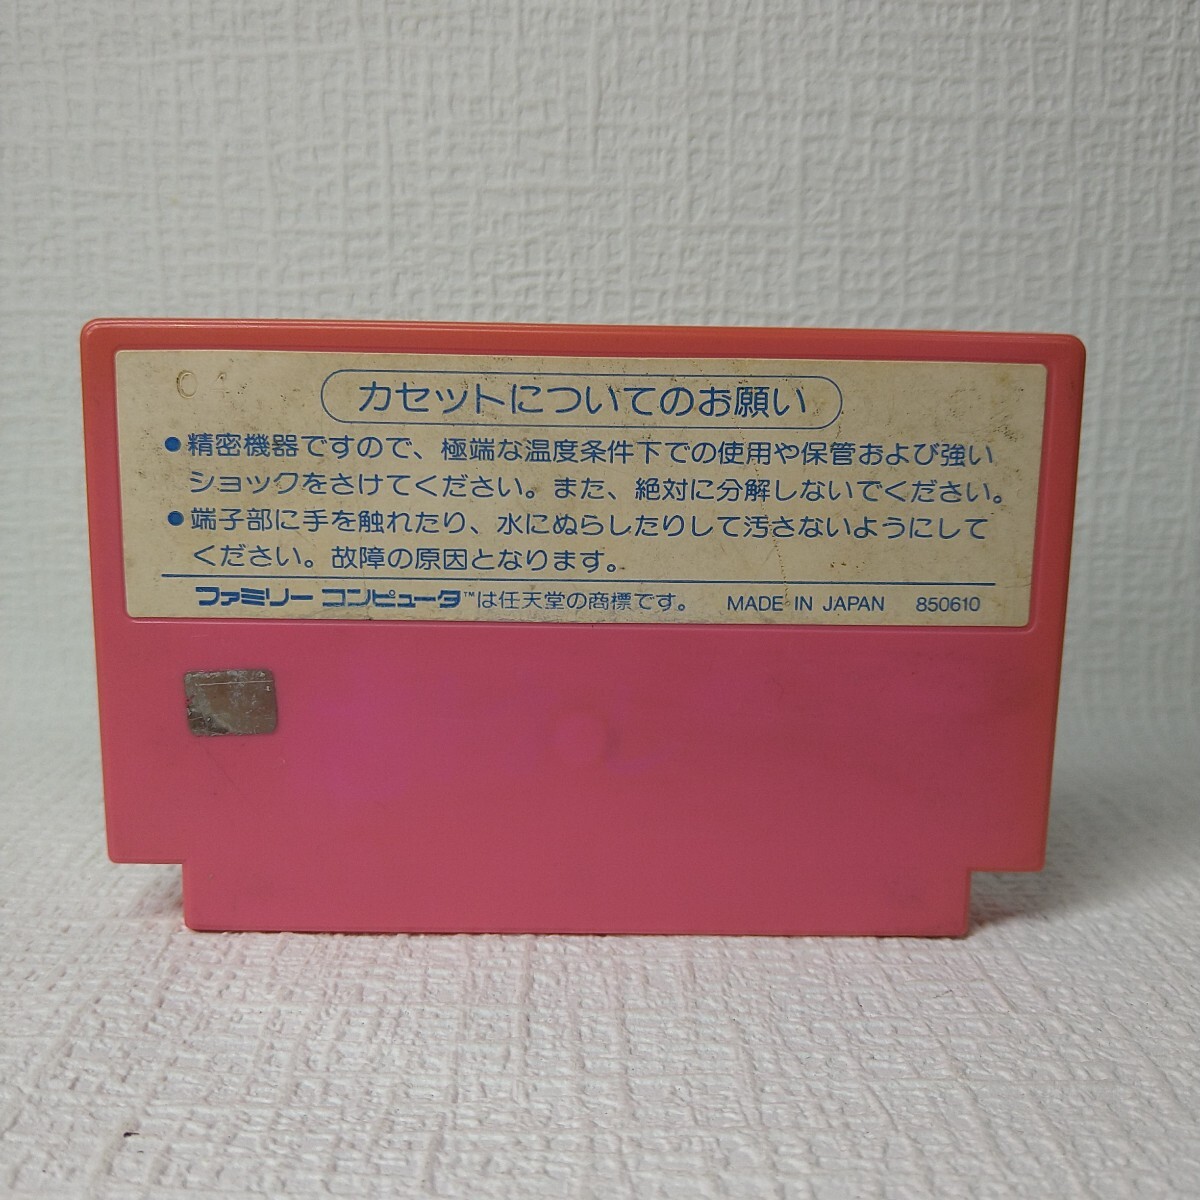 カセットについてのお願い
●精密機器ですので、極端な温度条件下での使用や保管および強い
ショックをさけてください。また、絶対に分解しないでください。
●端子部に手を触れたり、水にぬらしたりして汚さないようにして
ください。故障の原因となります。
ファミリー コンピュータ™は任天堂の商標です。 MADE IN JAPAN 850610